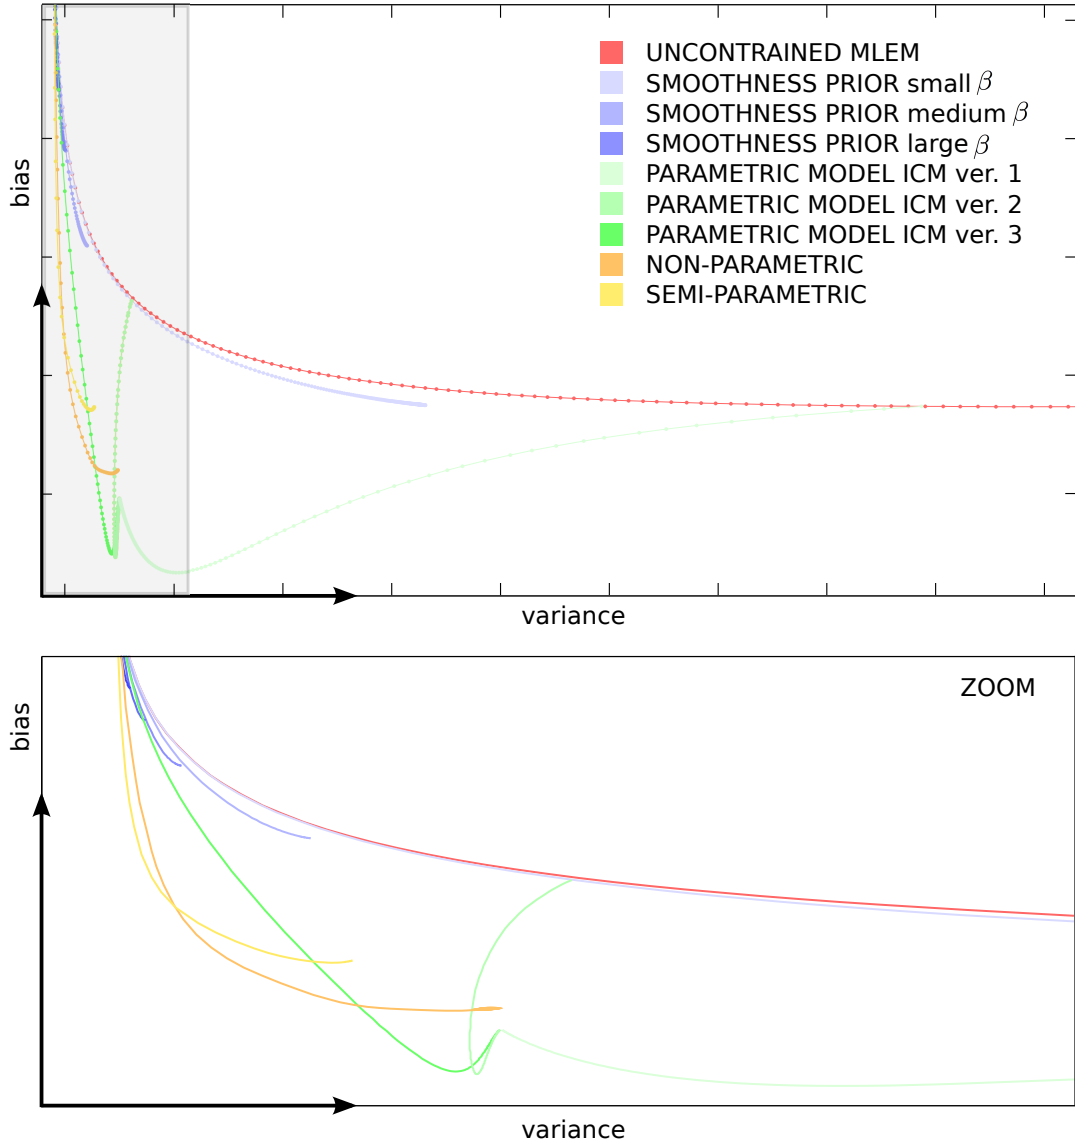 UNCONTRAINED MLEM
SMOOTHNESS PRIOR small β
SMOOTHNESS PRIOR medium β
SMOOTHNESS PRIOR large β
PARAMETRIC MODEL ICM ver. 1
PARAMETRIC MODEL ICM ver. 2
PARAMETRIC MODEL ICM ver. 3
NON-PARAMETRIC
SEMI-PARAMETRIC
bias
variance
ZOOM
bias
variance